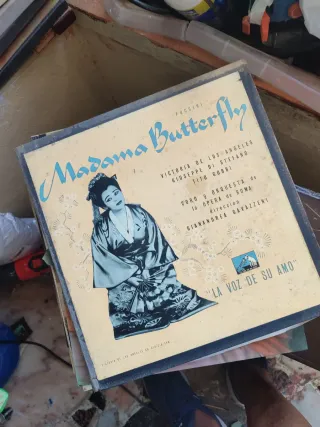 PUCCINI
Madama Butterfly
VICTORIA DE LOS ANGELES
GIUSEPPE DI STEFANO
TITO GOBBI
CORO Y ORQUESTA de
la OPERA de ROMA
dirección
GIANANDREA GAVAZZENI
"LA VOZ DE SU AMO"